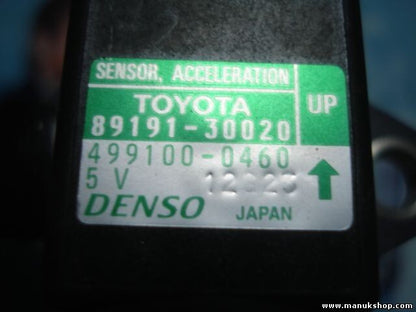 SENSOR, ACCELERATION
TOYOTA
UP
89191-30020
499100-0460
5 V
DENSO JAPAN
www.manukshop.com